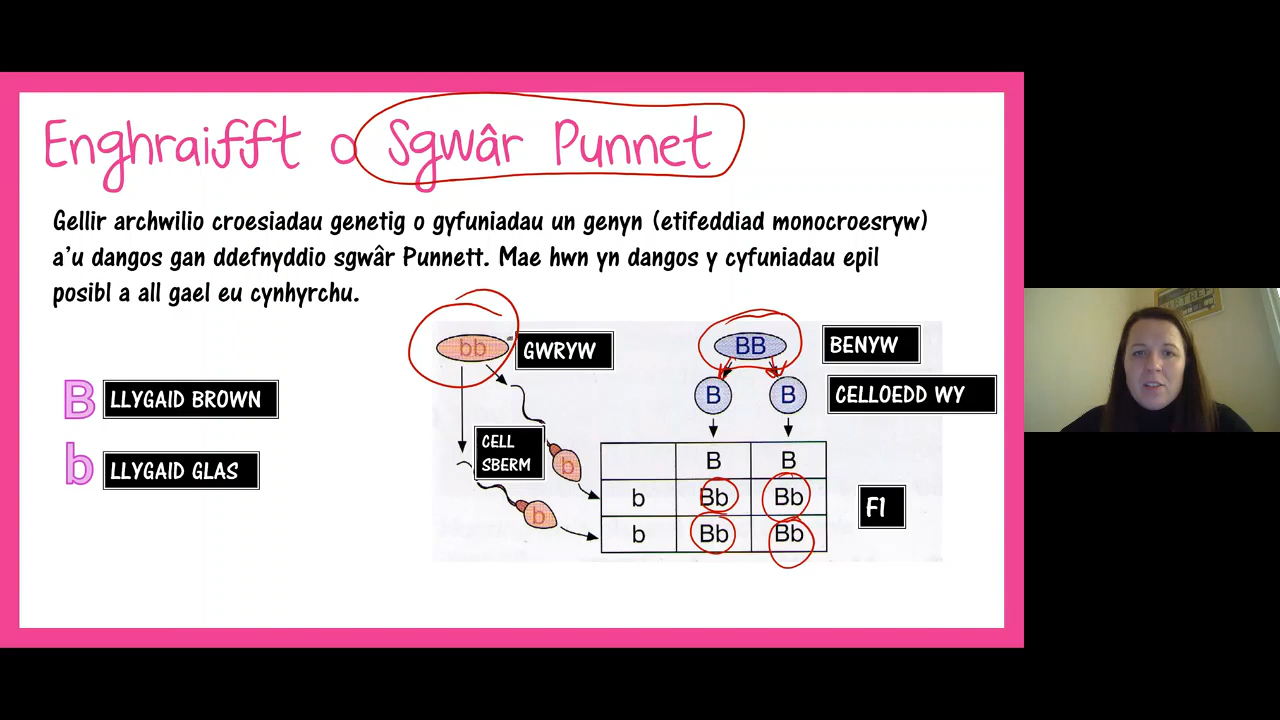 Enghraifft o Sgwâr Punnet
Gellir archwilio croesiadau genetig o gyfuniadau un genyn (etifeddiad monocroesryw)
a'u dangos gan ddefnyddio sgwâr Punnett. Mae hwn yn dangos y cyfuniadau epil
posibl a all gael eu cynhyrchu.
bb GWRYW BB BENYW
B LLYGAID BROWN
B B CELLOEDD WY
b LLYGAID GLAS
CELL
SBERM
b
b
B B
b Bb Bb
b Bb Bb
F1